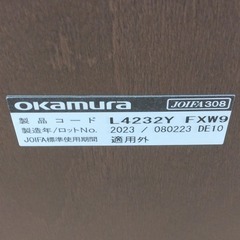 okamura JOIFA308
製品コード L4232Y FXW9
製造年/ロットNo. 2023 / 080223 DE10
JOIFA標準使用期間 適用外